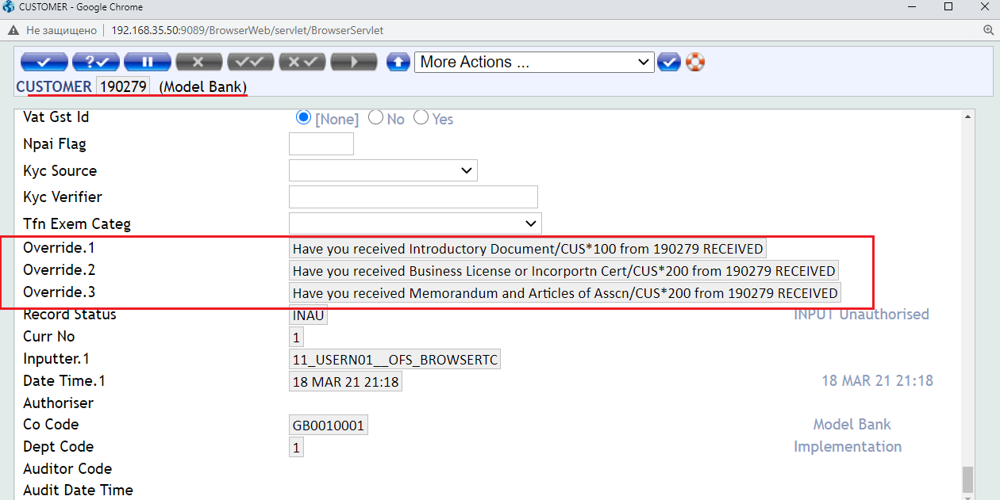 CUSTOMER - Google Chrome
Не защищено 192.168.35.50:9089/BrowserWeb/servlet/BrowserServlet
More Actions ...
CUSTOMER 190279 (Model Bank)
Vat Gst Id [None] No Yes
Npai Flag
Kyc Source
Kyc Verifier
Tfn Exem Categ
Override.1 Have you received Introductory Document/CUS*100 from 190279 RECEIVED
Override.2 Have you received Business License or Incorportn Cert/CUS*200 from 190279 RECEIVED
Override.3 Have you received Memorandum and Articles of Asscn/CUS*200 from 190279 RECEIVED
Record Status INAU INPUT Unauthorised
Curr No 1
Inputter.1 11_USERN01__OFS_BROWSERTC
Date Time.1 18 MAR 21 21:18 18 MAR 21 21:18
Authoriser
Co Code GB0010001 Model Bank
Dept Code 1 Implementation
Auditor Code
Audit Date Time